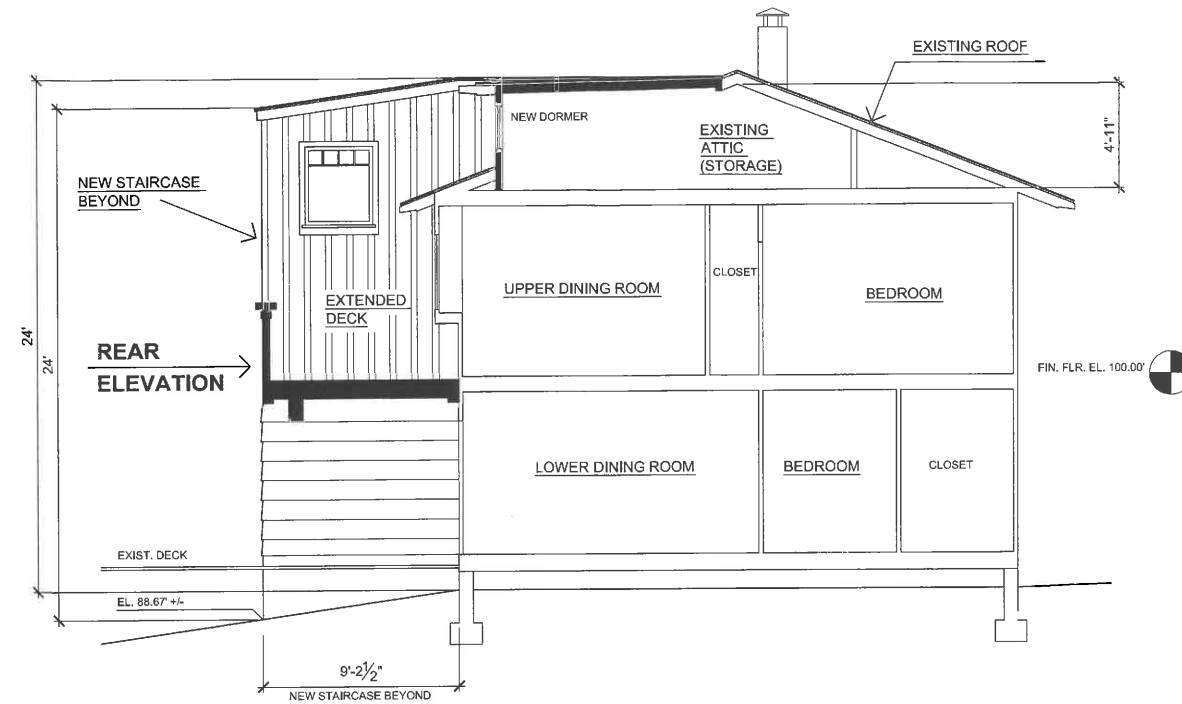 EXISTING ROOF
NEW DORMER
EXISTING
ATTIC
(STORAGE)
4'-11"
NEW STAIRCASE
BEYOND
CLOSET
UPPER DINING ROOM
BEDROOM
EXTENDED
DECK
24'
24'
REAR
ELEVATION
FIN. FLR. EL. 100.00'
LOWER DINING ROOM
BEDROOM
CLOSET
EXIST. DECK
EL. 88.67' +/-
9'-2½"
NEW STAIRCASE BEYOND